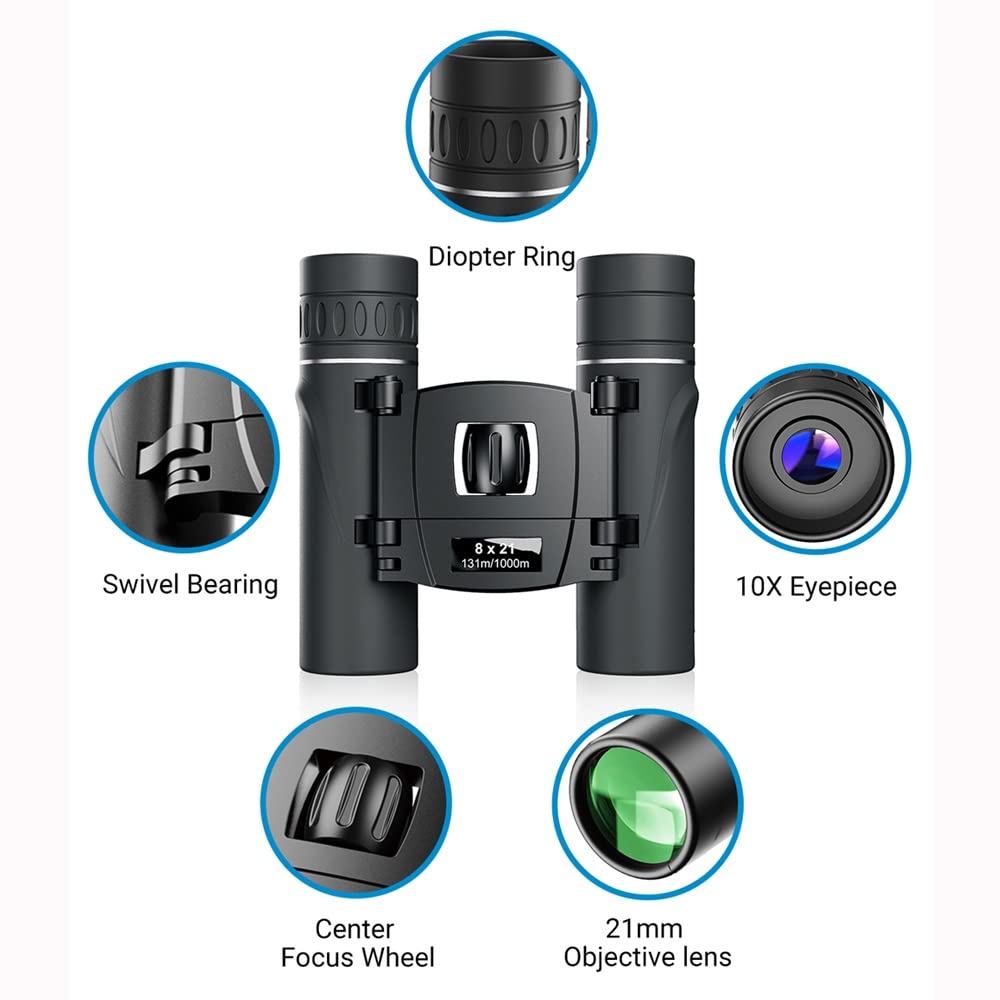 Diopter Ring
8 x 21
131m/1000m
Swivel Bearing
10X Eyepiece
Center
Focus Wheel
21mm
Objective lens